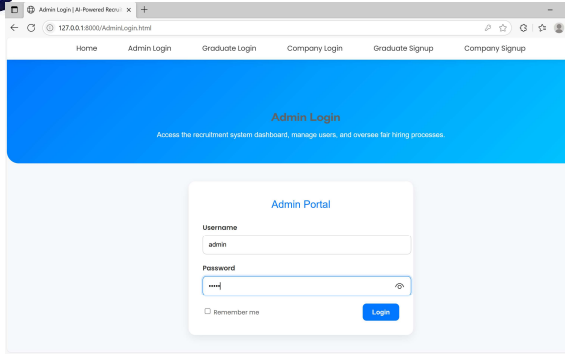 Admin Login | AI-Powered Recrui
127.0.0.1:8000/AdminLogin.html
Home Admin Login Graduate Login Company Login Graduate Signup Company Signup
Admin Login
Access the recruitment system dashboard, manage users, and oversee fair hiring processes.
Admin Portal
Username
admin
Password
•••••
Remember me
Login